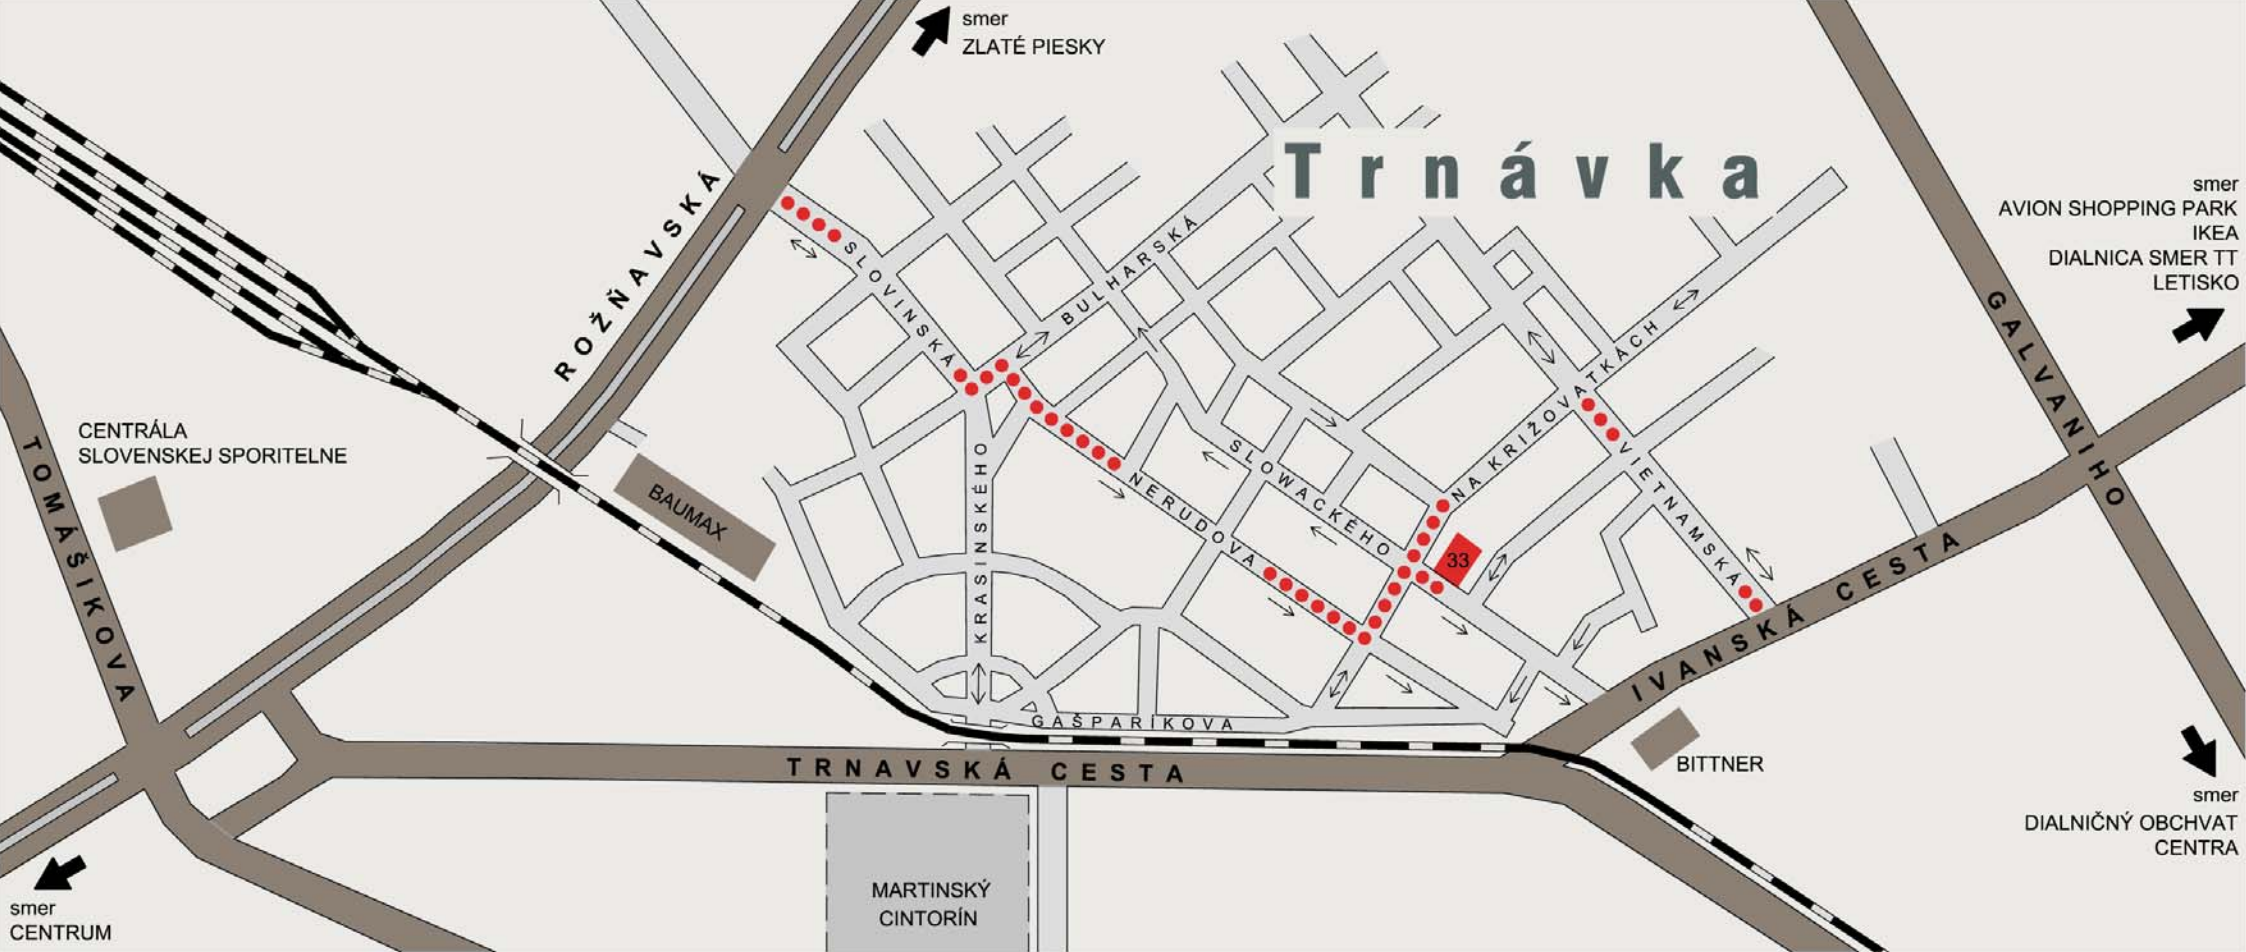 smer
ZLATÉ PIESKY
Trnávka
smer
AVION SHOPPING PARK
IKEA
DIALNICA SMER TT
LETISKO
ROŽŇAVSKÁ
SLOVINSKÁ
BULHARSKÁ
GALVANIHO
NA KRIŽOVATKÁCH
CENTRÁLA
SLOVENSKEJ SPORITELNE
TOMÁŠIKOVA
BAUMAX
KRASINSKÉHO
NERUDOVA
SLOWACKÉHO
33
VIETNAMSKÁ
IVANSKÁ CESTA
GAŠPARÍKOVA
TRNAVSKÁ CESTA
BITTNER
smer
DIALNIČNÝ OBCHVAT
CENTRA
MARTINSKÝ
CINTORÍN
smer
CENTRUM